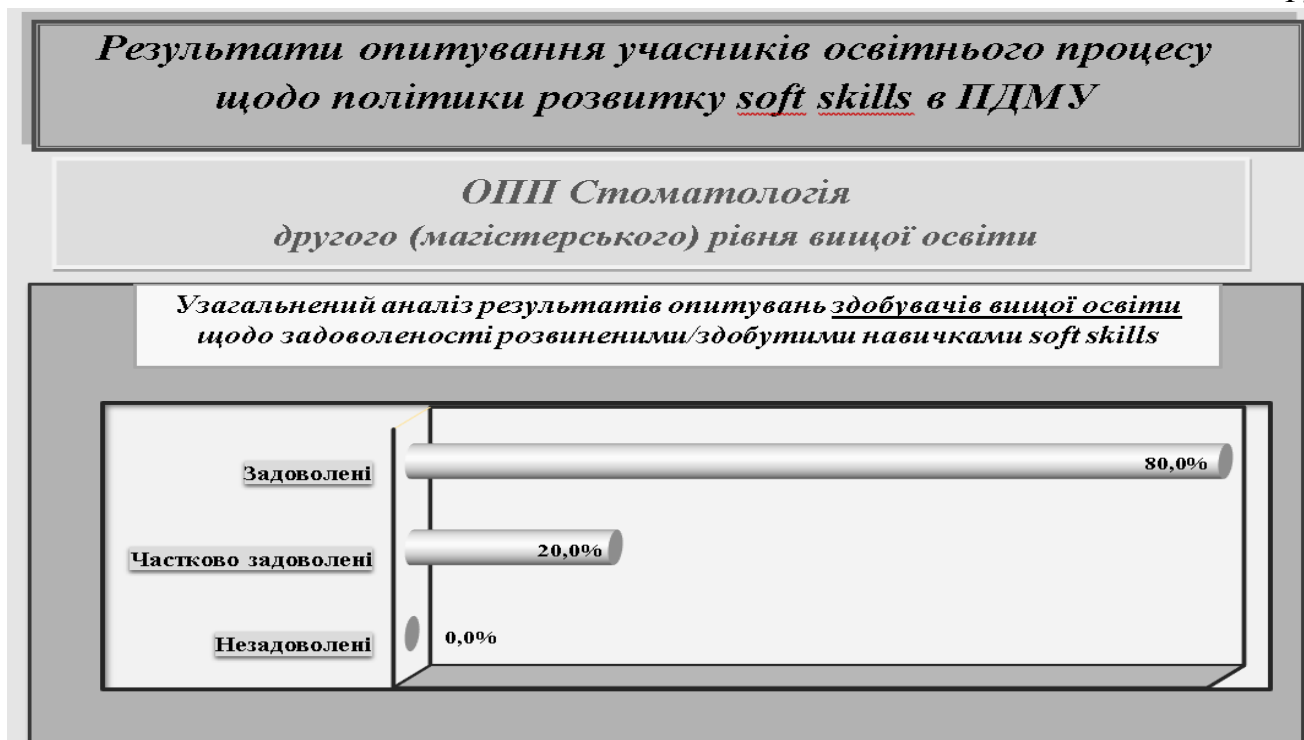 Результати опитування учасників освітнього процесу
щодо політики розвитку soft skills в ПДМУ
ОПП Стоматологія
другого (магістерського) рівня вищої освіти
Узагальнений аналіз результатів опитувань здобувачів вищої освіти
щодо задоволеності розвиненими/здобутими навичками soft skills
Задоволені
80,0%
Частково задоволені
20,0%
Незадоволені
0,0%